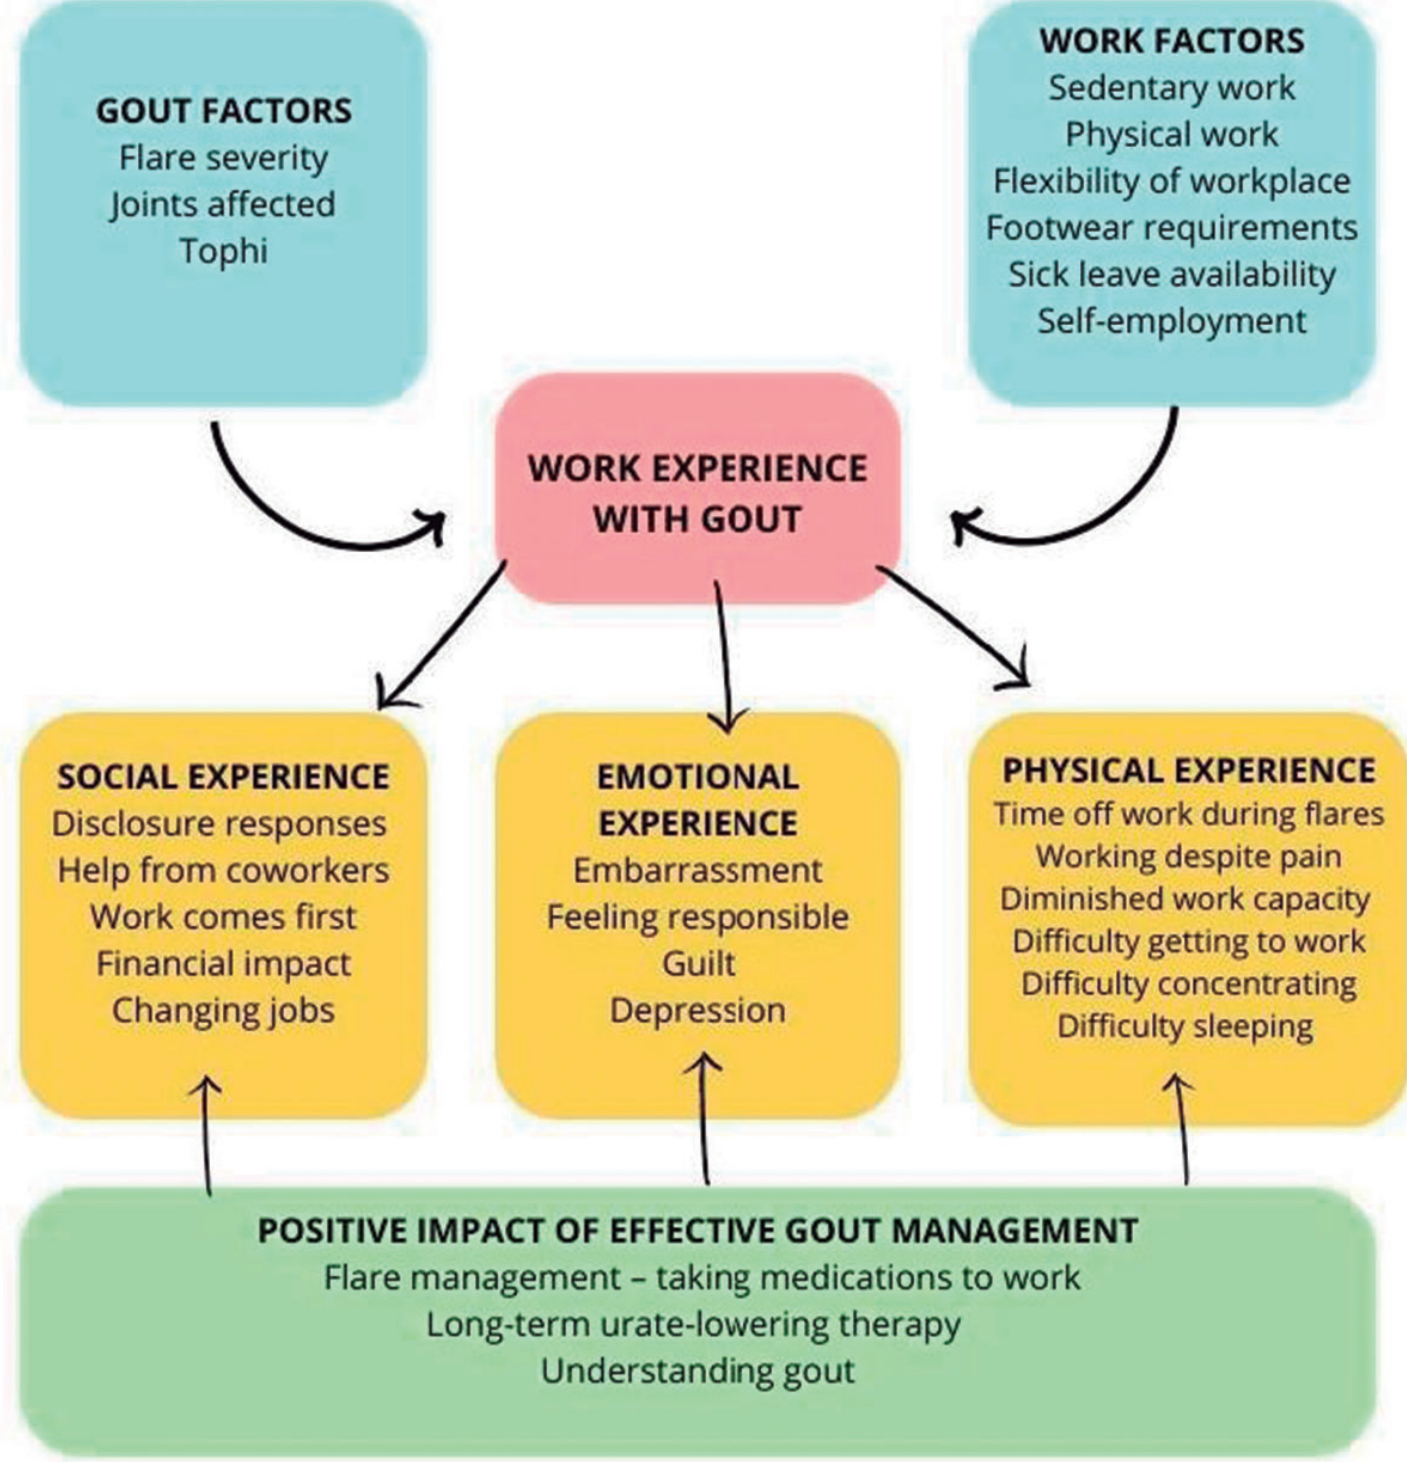 GOUT FACTORS
Flare severity
Joints affected
Tophi
WORK FACTORS
Sedentary work
Physical work
Flexibility of workplace
Footwear requirements
Sick leave availability
Self-employment
WORK EXPERIENCE
WITH GOUT
SOCIAL EXPERIENCE
Disclosure responses
Help from coworkers
Work comes first
Financial impact
Changing jobs
EMOTIONAL
EXPERIENCE
Embarrassment
Feeling responsible
Guilt
Depression
PHYSICAL EXPERIENCE
Time off work during flares
Working despite pain
Diminished work capacity
Difficulty getting to work
Difficulty concentrating
Difficulty sleeping
POSITIVE IMPACT OF EFFECTIVE GOUT MANAGEMENT
Flare management – taking medications to work
Long-term urate-lowering therapy
Understanding gout